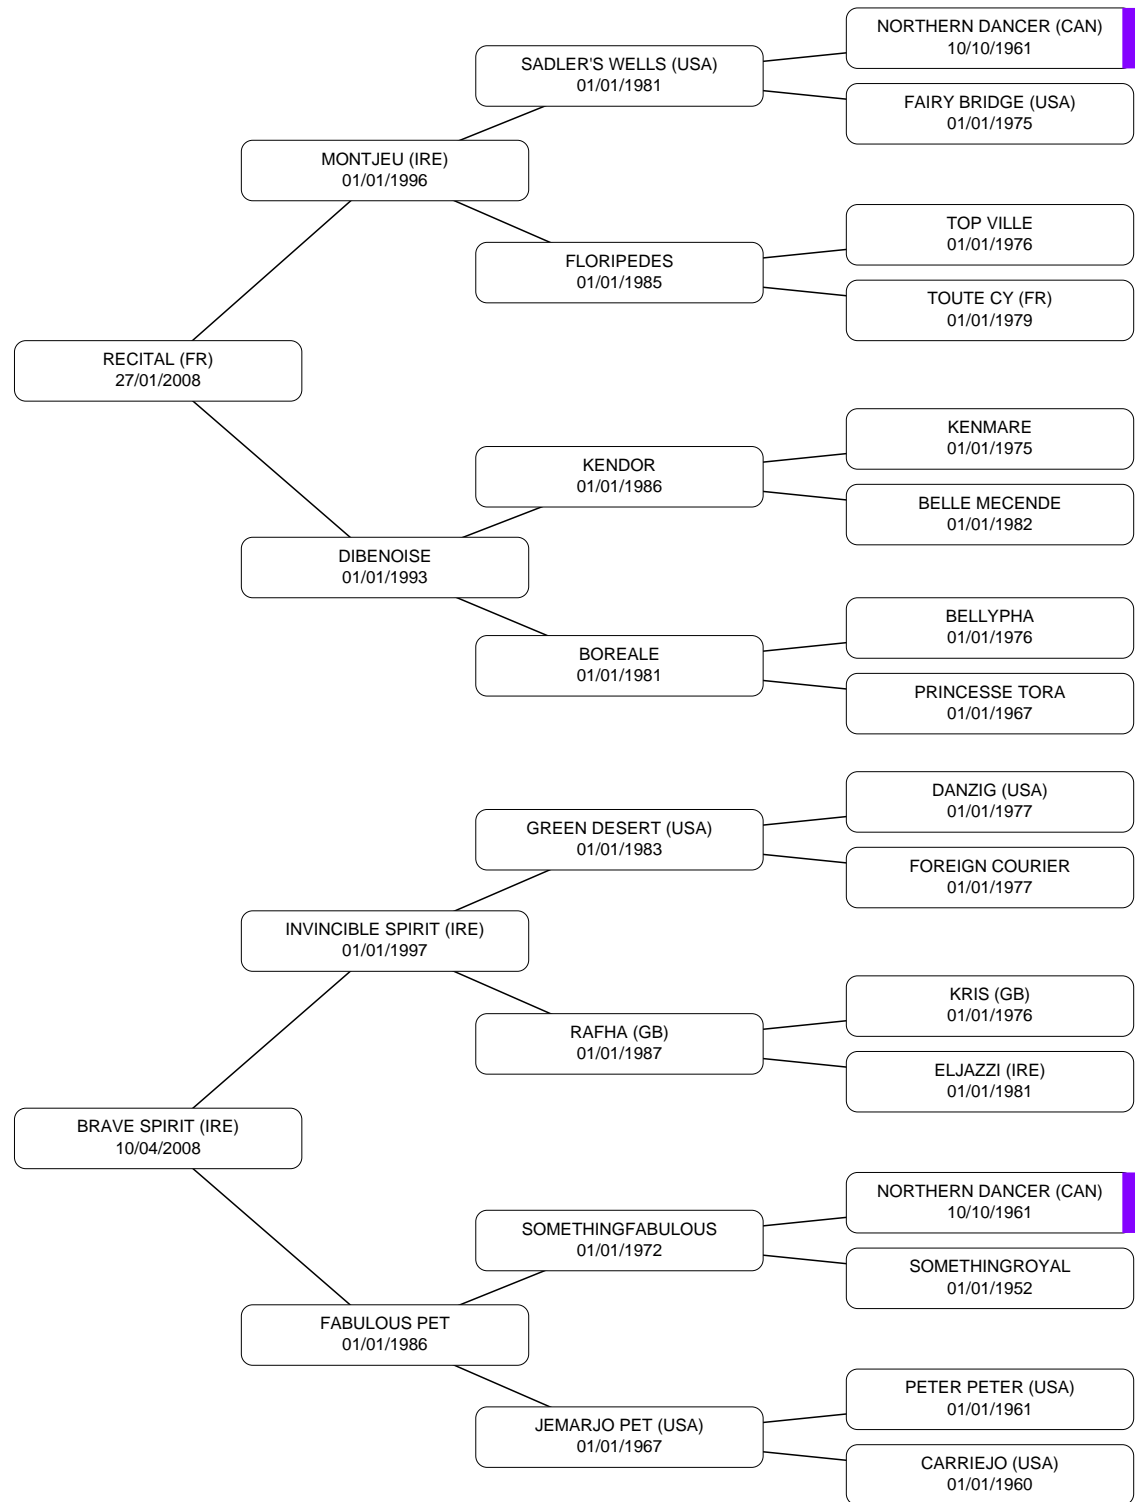 NORTHERN DANCER (CAN)
10/10/1961
SADLER'S WELLS (USA)
01/01/1981
FAIRY BRIDGE (USA)
01/01/1975
MONTJEU (IRE)
01/01/1996
TOP VILLE
01/01/1976
FLORIPEDES
01/01/1985
TOUTE CY (FR)
01/01/1979
RECITAL (FR)
27/01/2008
KENMARE
01/01/1975
KENDOR
01/01/1986
BELLE MECENDE
01/01/1982
DIBENOISE
01/01/1993
BELLYPHA
01/01/1976
BOREALE
01/01/1981
PRINCESSE TORA
01/01/1967
DANZIG (USA)
01/01/1977
GREEN DESERT (USA)
01/01/1983
FOREIGN COURIER
01/01/1977
INVINCIBLE SPIRIT (IRE)
01/01/1997
KRIS (GB)
01/01/1976
RAFHA (GB)
01/01/1987
ELJAZZI (IRE)
01/01/1981
BRAVE SPIRIT (IRE)
10/04/2008
NORTHERN DANCER (CAN)
10/10/1961
SOMETHINGFABULOUS
01/01/1972
SOMETHINGROYAL
01/01/1952
FABULOUS PET
01/01/1986
PETER PETER (USA)
01/01/1961
JEMARJO PET (USA)
01/01/1967
CARRIEJO (USA)
01/01/1960